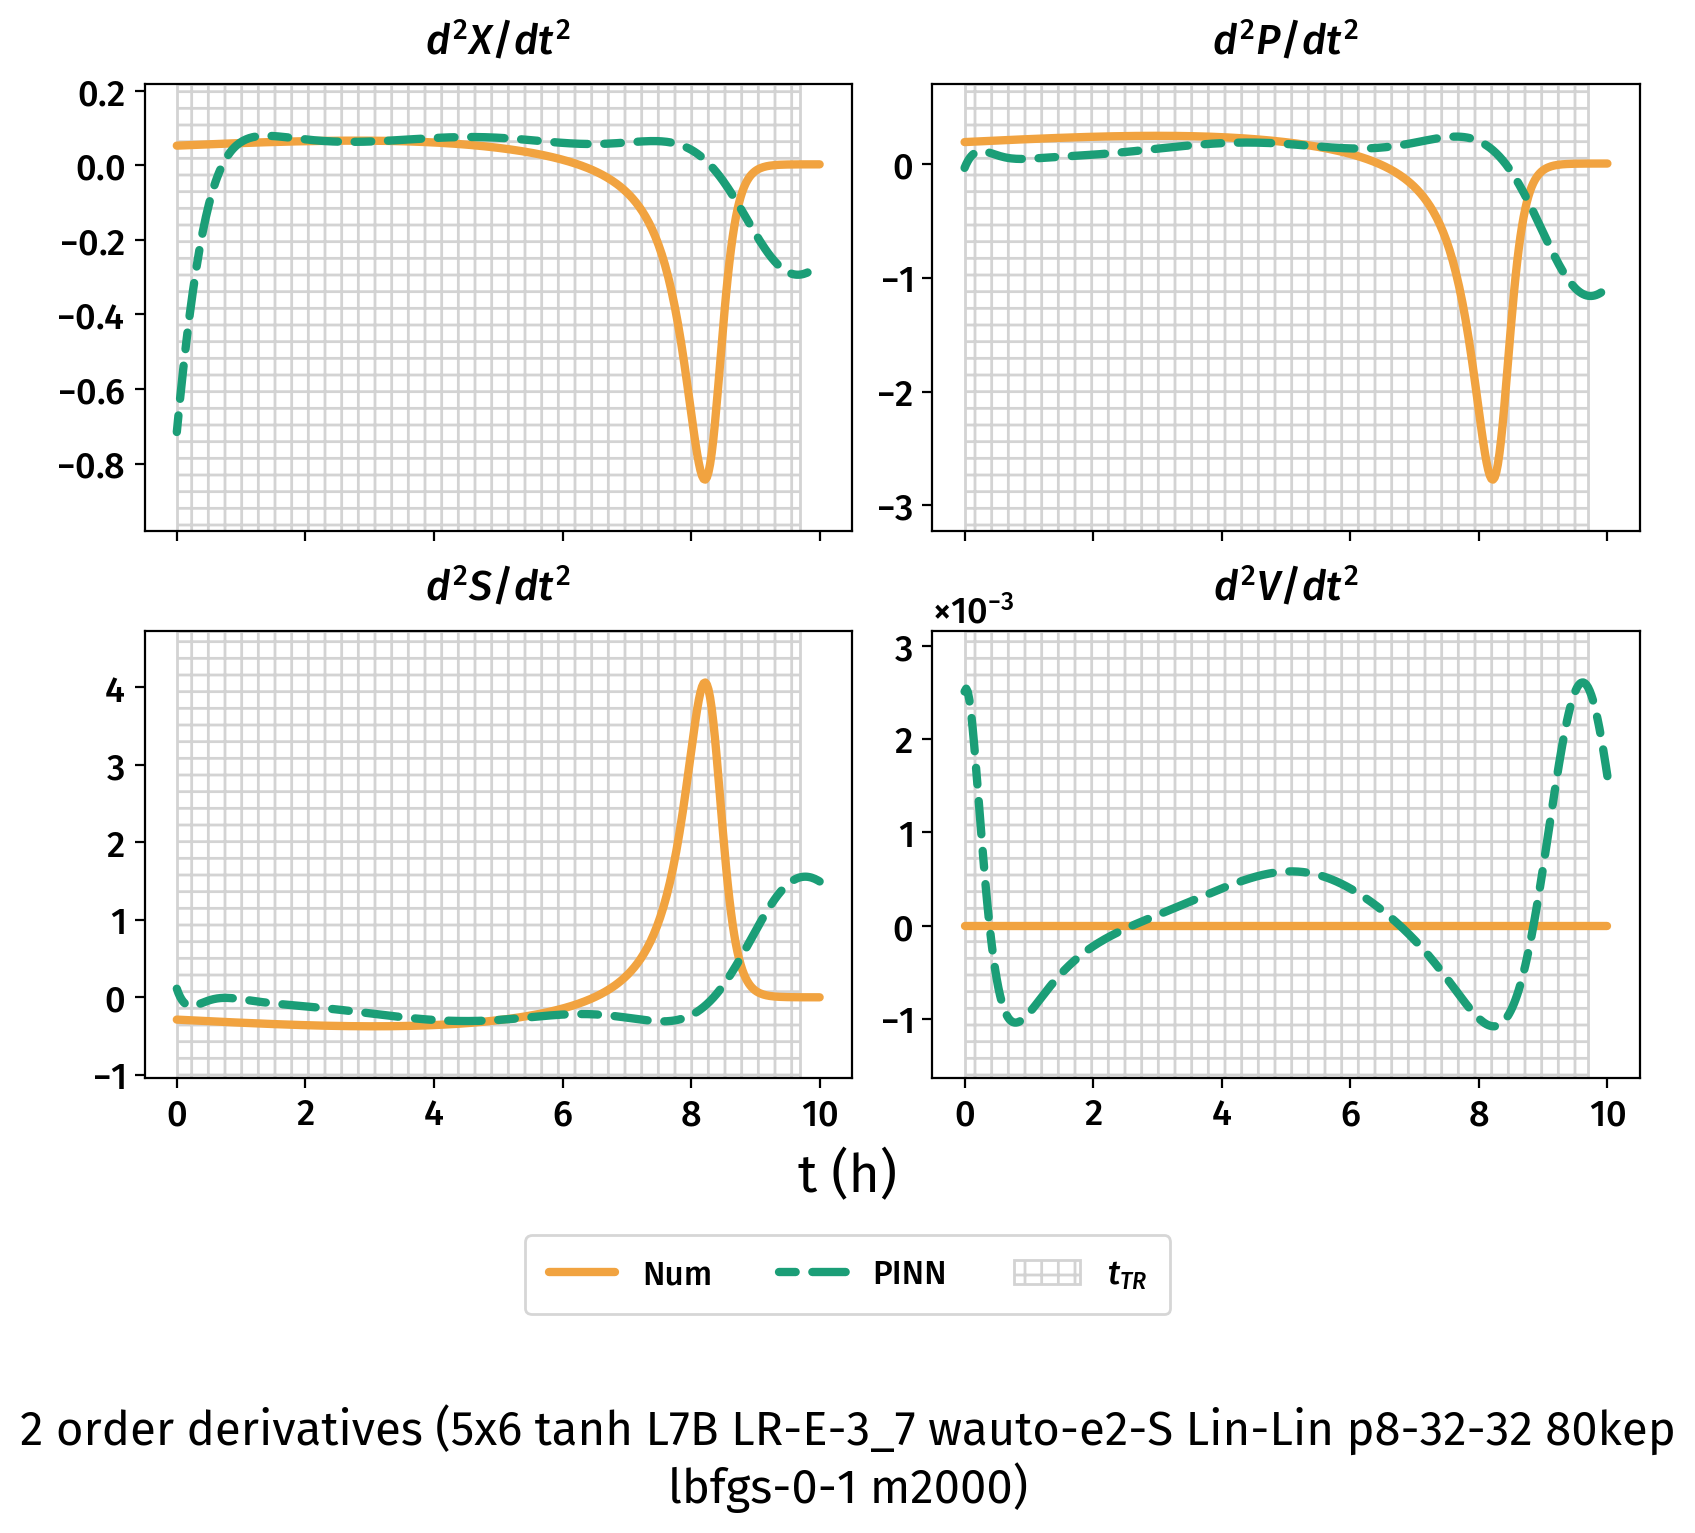 d²X/dt²
0.2
0.0
−0.2
−0.4
−0.6
−0.8
d²P/dt²
0
−1
−2
−3
d²S/dt²
4
3
2
1
0
−1
0 2 4 6 8 10
d²V/dt²
×10⁻³
3
2
1
0
−1
0 2 4 6 8 10
t (h)
Num PINN t_TR
2 order derivatives (5x6 tanh L7B LR-E-3_7 wauto-e2-S Lin-Lin p8-32-32 80kep
lbfgs-0-1 m2000)